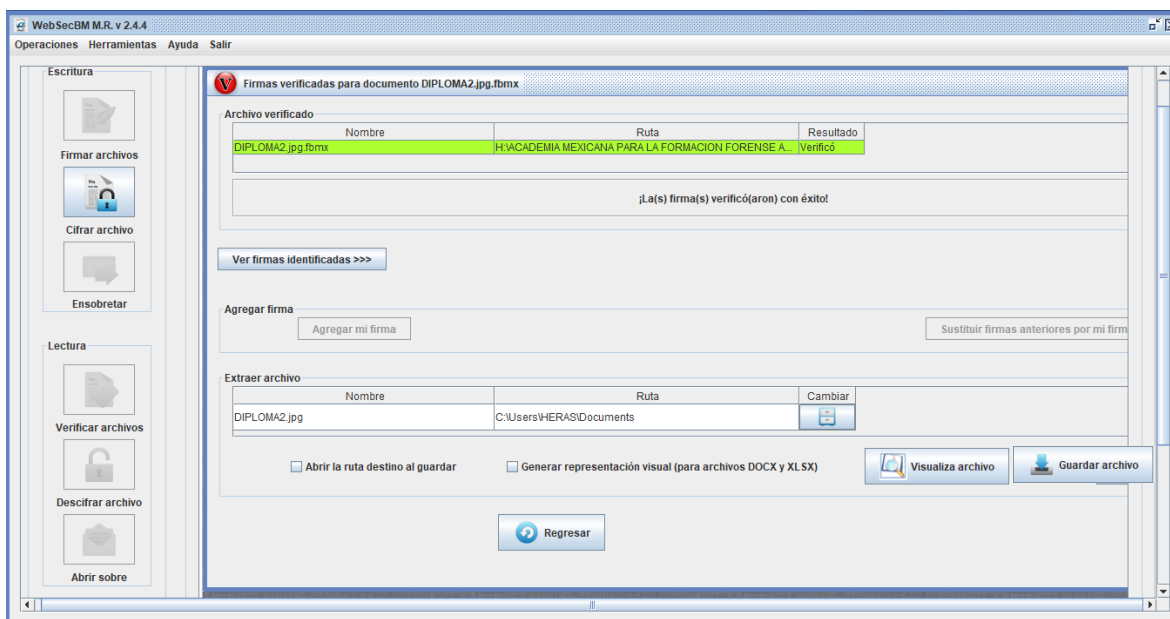 WebSecBM M.R. v 2.4.4
Operaciones Herramientas Ayuda Salir
Escritura
Firmar archivos
Cifrar archivo
Ensobretar
Lectura
Verificar archivos
Descifrar archivo
Abrir sobre
V Firmas verificadas para documento DIPLOMA2.jpg.fbmx
Archivo verificado
Nombre Ruta Resultado
DIPLOMA2.jpg.fbmx H:\ACADEMIA MEXICANA PARA LA FORMACION FORENSE A... Verificó
¡La(s) firma(s) verificó(aron) con éxito!
Ver firmas identificadas >>>
Agregar firma
Agregar mi firma Sustituir firmas anteriores por mi firm
Extraer archivo
Nombre Ruta Cambiar
DIPLOMA2.jpg C:\Users\HERAS\Documents
Abrir la ruta destino al guardar Generar representación visual (para archivos DOCX y XLSX) Visualiza archivo Guardar archivo
Regresar